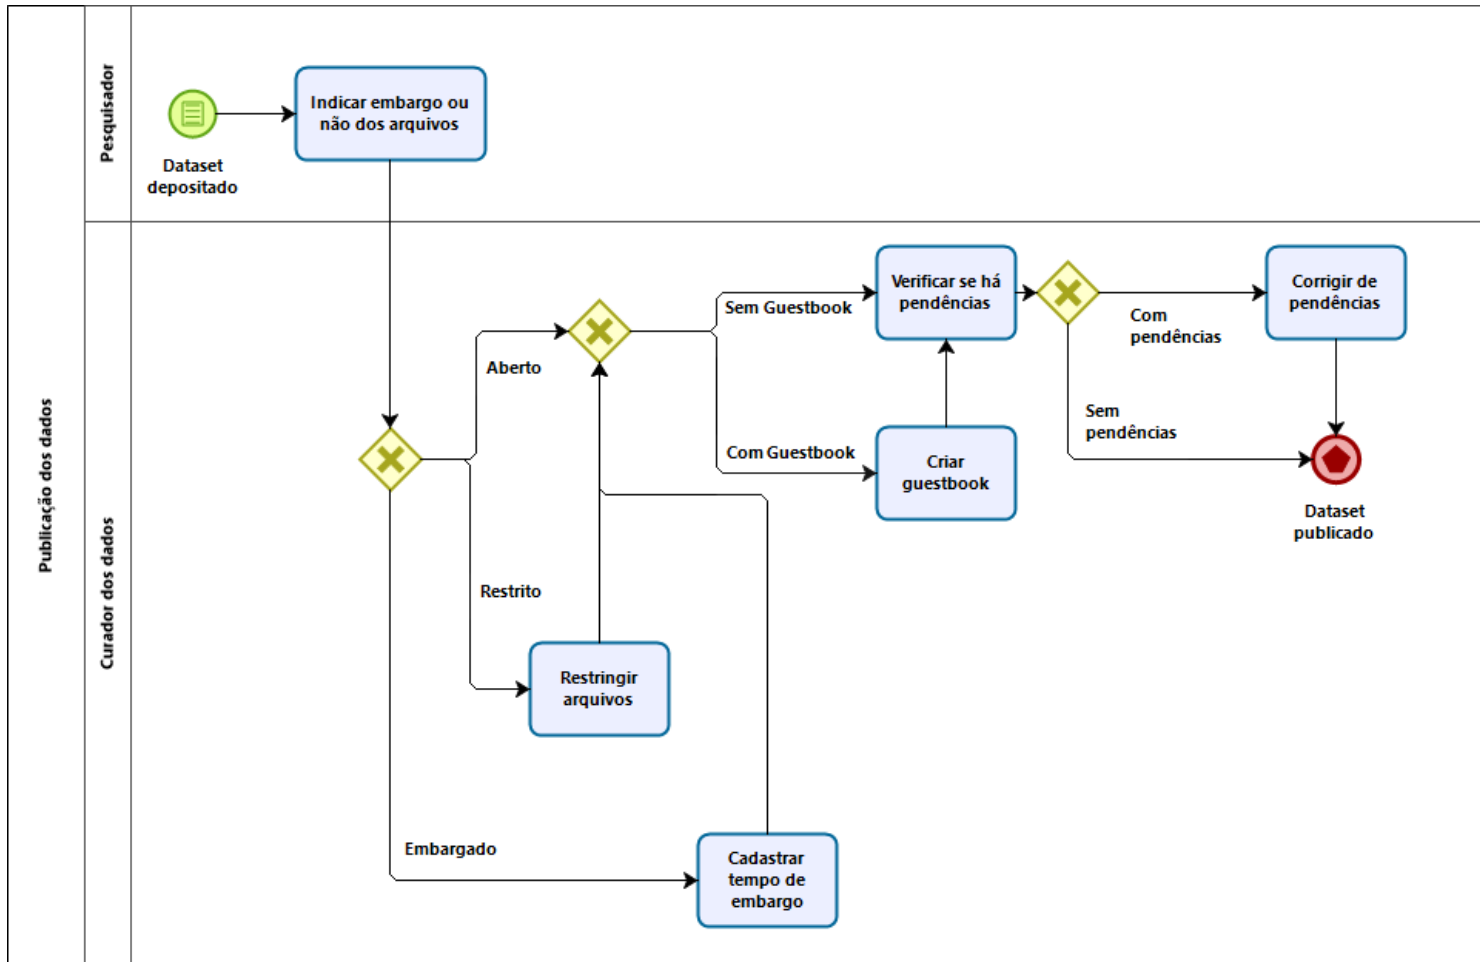 Publicação dos dados
Pesquisador
Dataset
depositado
Indicar embargo ou
não dos arquivos
Curador dos dados
Aberto
Restrito
Embargado
Restringir
arquivos
Cadastrar
tempo de
embargo
Sem Guestbook
Com Guestbook
Criar
guestbook
Verificar se há
pendências
Com
pendências
Sem
pendências
Corrigir de
pendências
Dataset
publicado